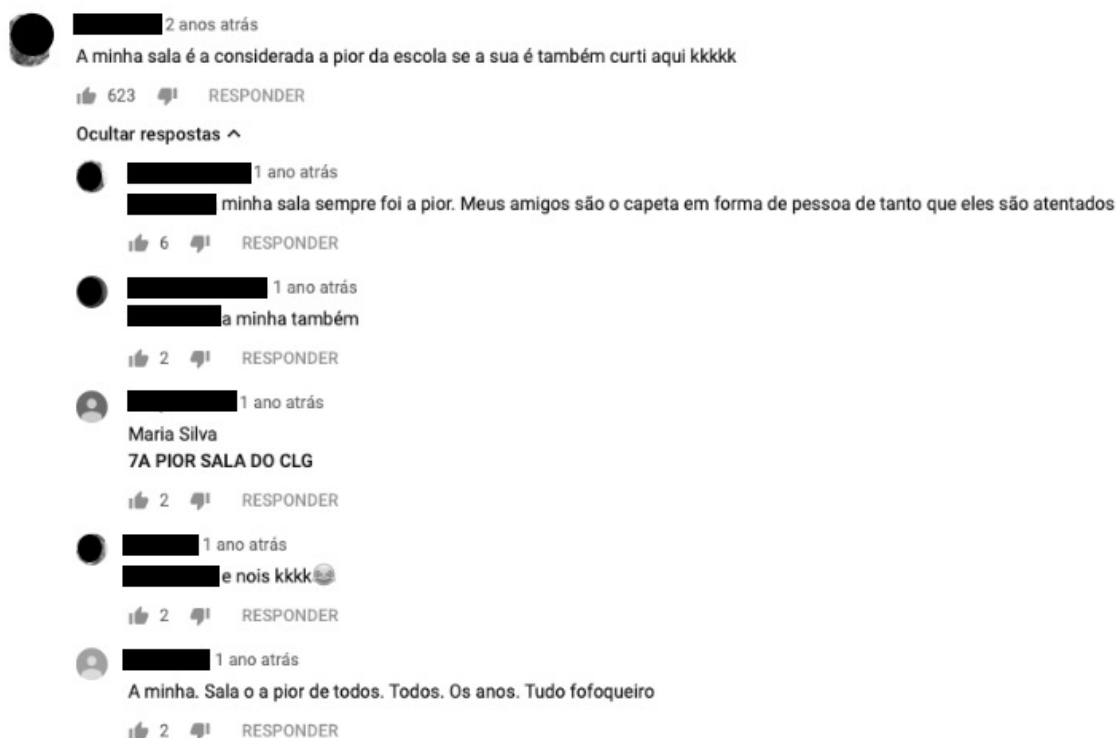 2 anos atrás
A minha sala é a considerada a pior da escola se a sua é também curti aqui kkkkk
623 RESPONDER
Ocultar respostas
1 ano atrás
minha sala sempre foi a pior. Meus amigos são o capeta em forma de pessoa de tanto que eles são atentados
6 RESPONDER
1 ano atrás
a minha também
2 RESPONDER
1 ano atrás
Maria Silva
7A PIOR SALA DO CLG
2 RESPONDER
1 ano atrás
e nois kkkk😂
2 RESPONDER
1 ano atrás
A minha. Sala o a pior de todos. Todos. Os anos. Tudo fofoqueiro
2 RESPONDER